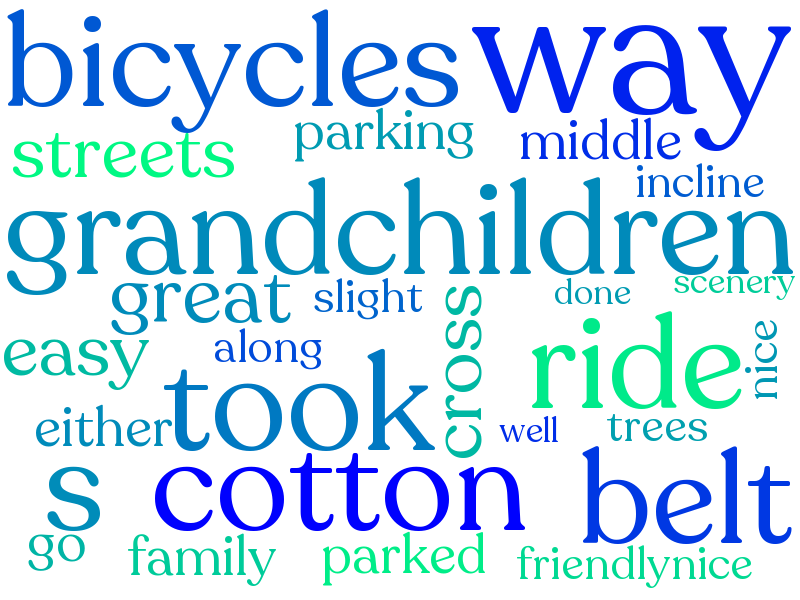 bicycles way
streets parking middle
incline
grandchildren
great slight done scenery
easy along cross ride nice
either took well trees
s cotton belt
go family parked friendlynice